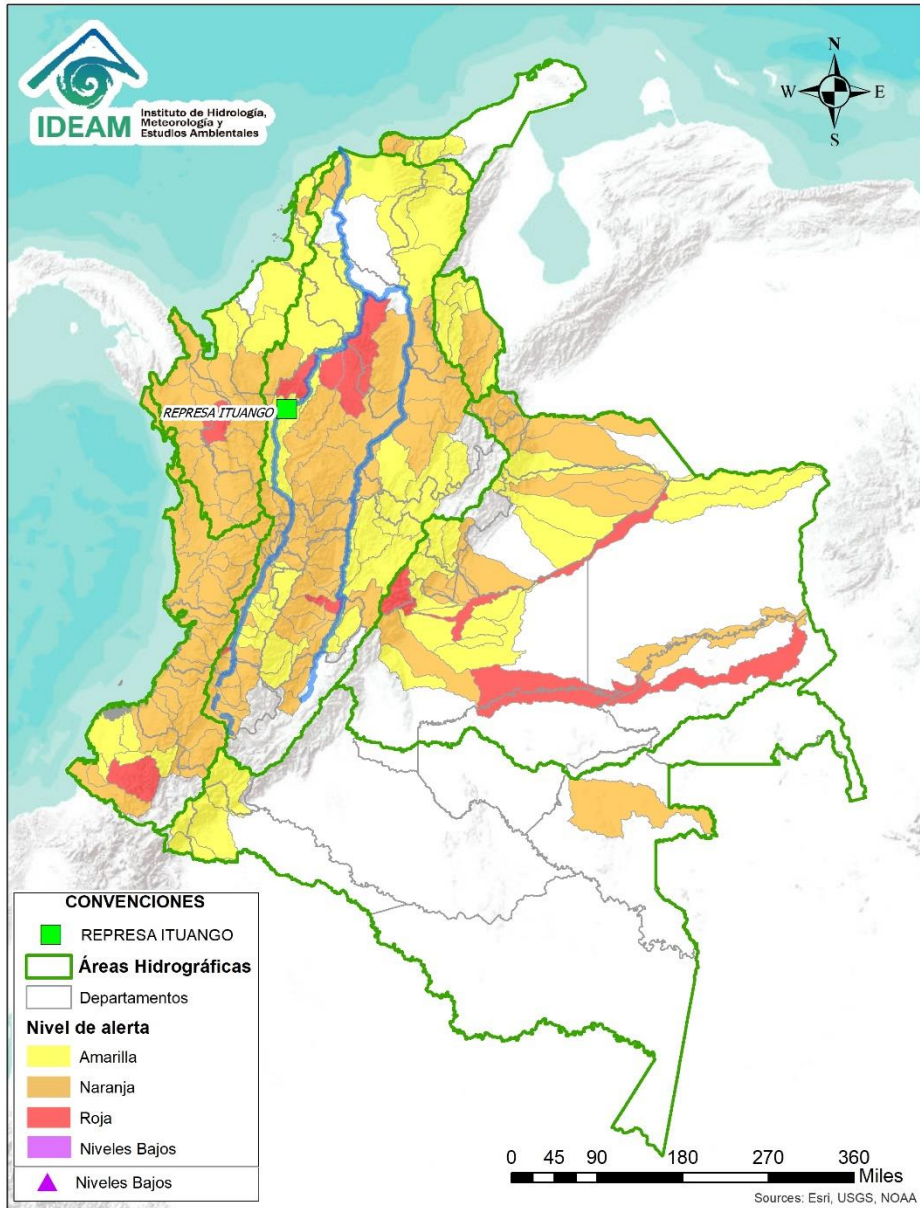 IDEAM
Instituto de Hidrología,
Meteorología y
Estudios Ambientales
N
W
E
S
REPRESA ITUANGO
CONVENCIONES
REPRESA ITUANGO
Áreas Hidrográficas
Departamentos
Nivel de alerta
Amarilla
Naranja
Roja
Niveles Bajos
Niveles Bajos
0 45 90 180 270 360
Miles
Sources: Esri, USGS, NOAA